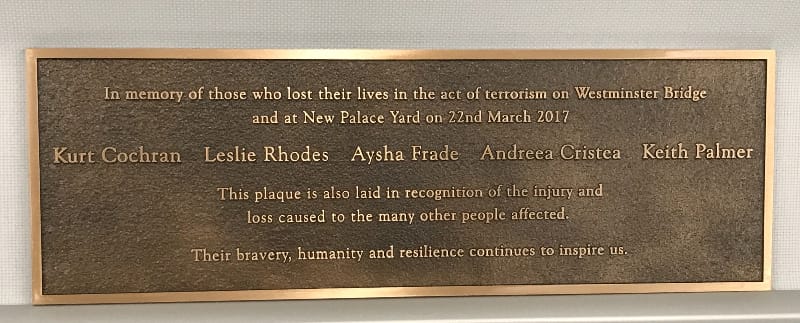 In memory of those who lost their lives in the act of terrorism on Westminster Bridge
and at New Palace Yard on 22nd March 2017
Kurt Cochran Leslie Rhodes Aysha Frade Andreea Cristea Keith Palmer
This plaque is also laid in recognition of the injury and
loss caused to the many other people affected.
Their bravery, humanity and resilience continues to inspire us.